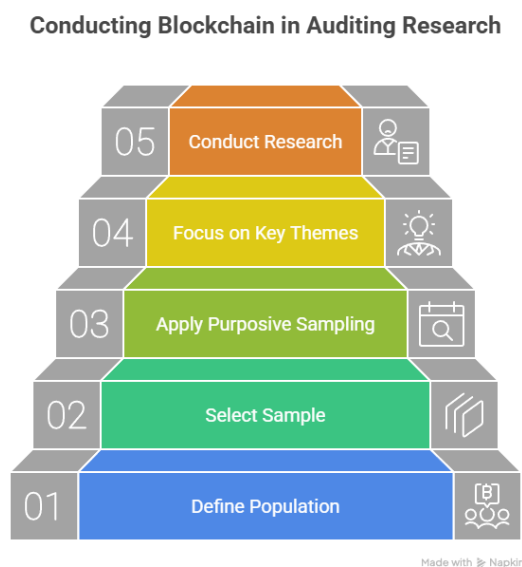 Conducting Blockchain in Auditing Research
05
Conduct Research
04
Focus on Key Themes
03
Apply Purposive Sampling
02
Select Sample
01
Define Population
Made with Napkin